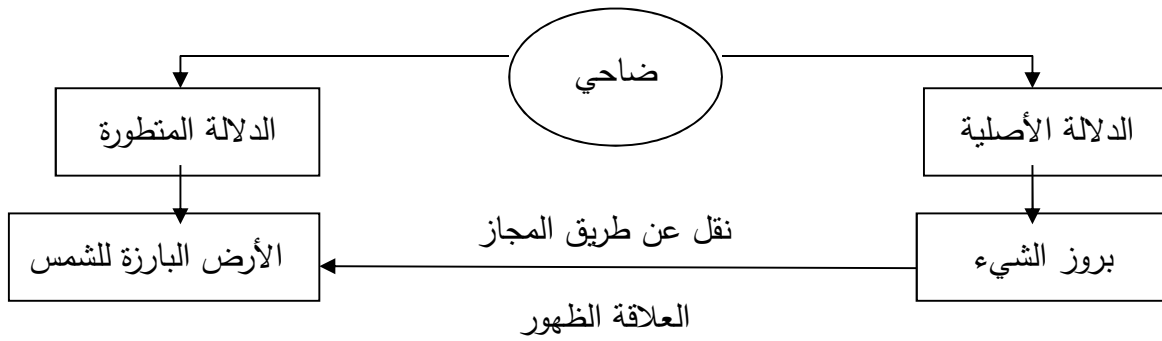 ضاحي
الدلالة الأصلية
الدلالة المتطورة
بروز الشيء
نقل عن طريق المجاز
الأرض البارزة للشمس
العلاقة الظهور